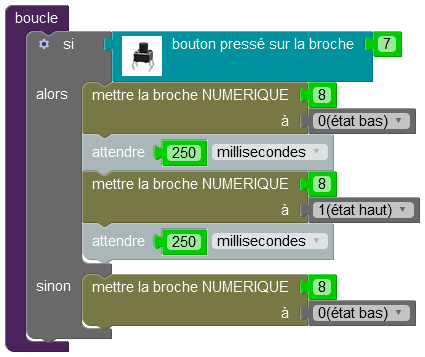 boucle
si bouton pressé sur la broche 7
alors mettre la broche NUMERIQUE 8
à 0(état bas)
attendre 250 millisecondes
mettre la broche NUMERIQUE 8
à 1(état haut)
attendre 250 millisecondes
sinon mettre la broche NUMERIQUE 8
à 0(état bas)